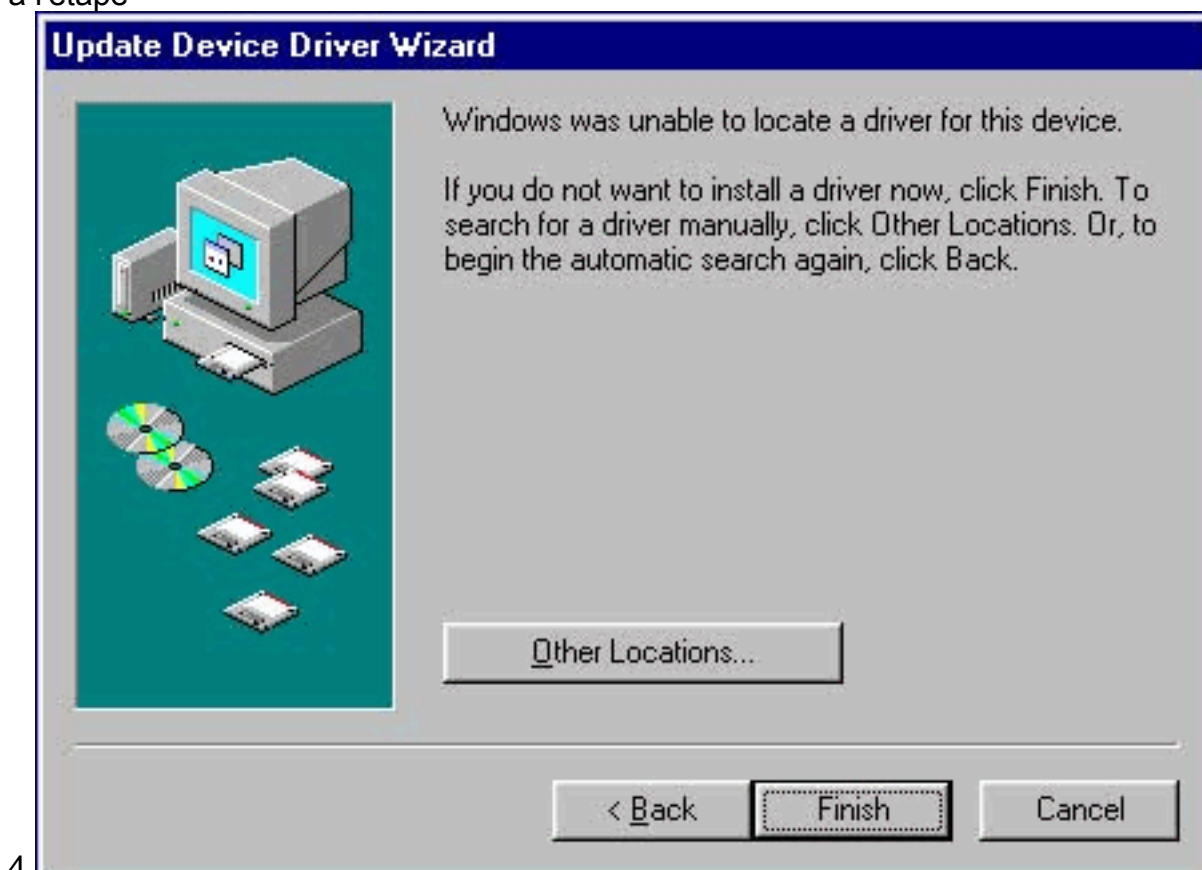 à l'étape
Update Device Driver Wizard
Windows was unable to locate a driver for this device.
If you do not want to install a driver now, click Finish. To
search for a driver manually, click Other Locations. Or, to
begin the automatic search again, click Back.
Other Locations...
< Back
Finish
Cancel
4